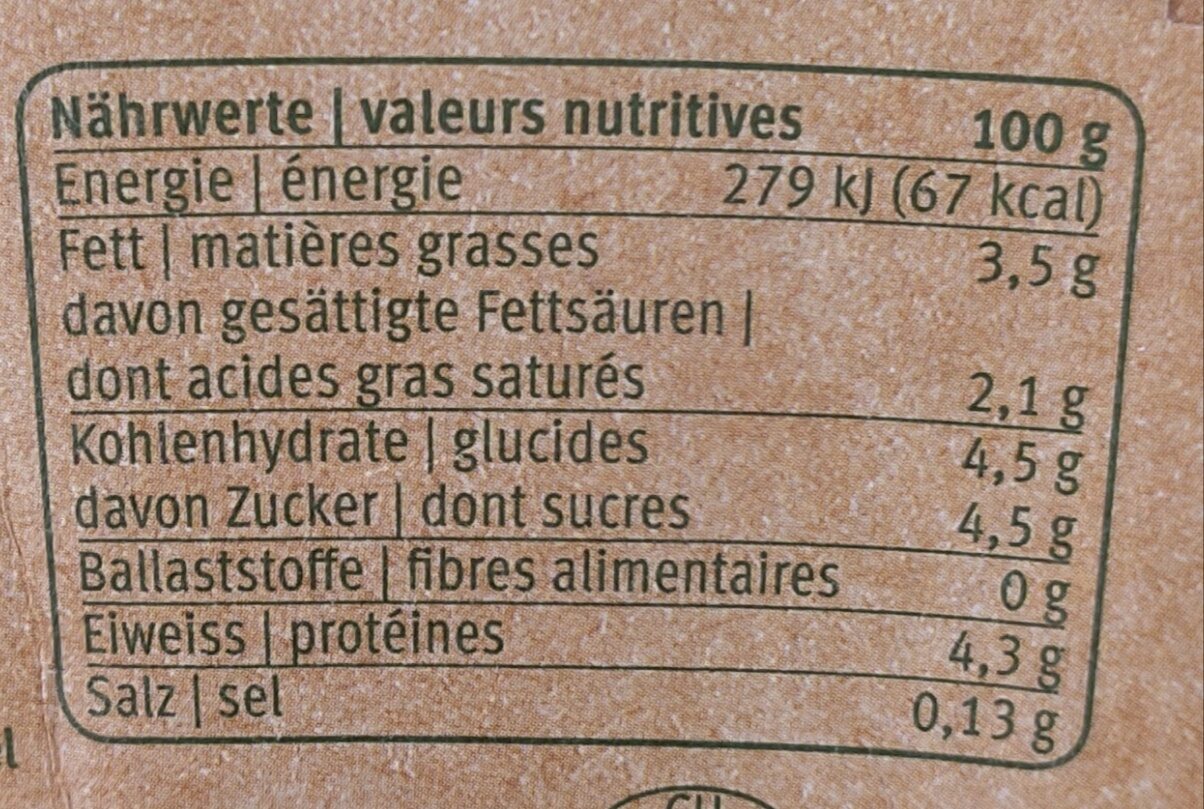 Nährwerte | valeurs nutritives 100 g
Energie | énergie 279 kJ (67 kcal)
Fett | matières grasses 3,5 g
davon gesättigte Fettsäuren |
dont acides gras saturés 2,1 g
Kohlenhydrate | glucides 4,5 g
davon Zucker | dont sucres 4,5 g
Ballaststoffe | fibres alimentaires 0 g
Eiweiss | protéines 4,3 g
Salz | sel 0,13 g